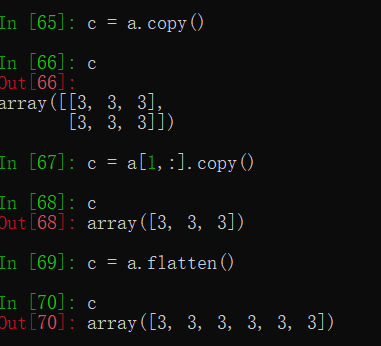 In [65]: c = a.copy()
In [66]: c
Out[66]:
array([[3, 3, 3],
       [3, 3, 3]])
In [67]: c = a[1,:].copy()
In [68]: c
Out[68]: array([3, 3, 3])
In [69]: c = a.flatten()
In [70]: c
Out[70]: array([3, 3, 3, 3, 3, 3])